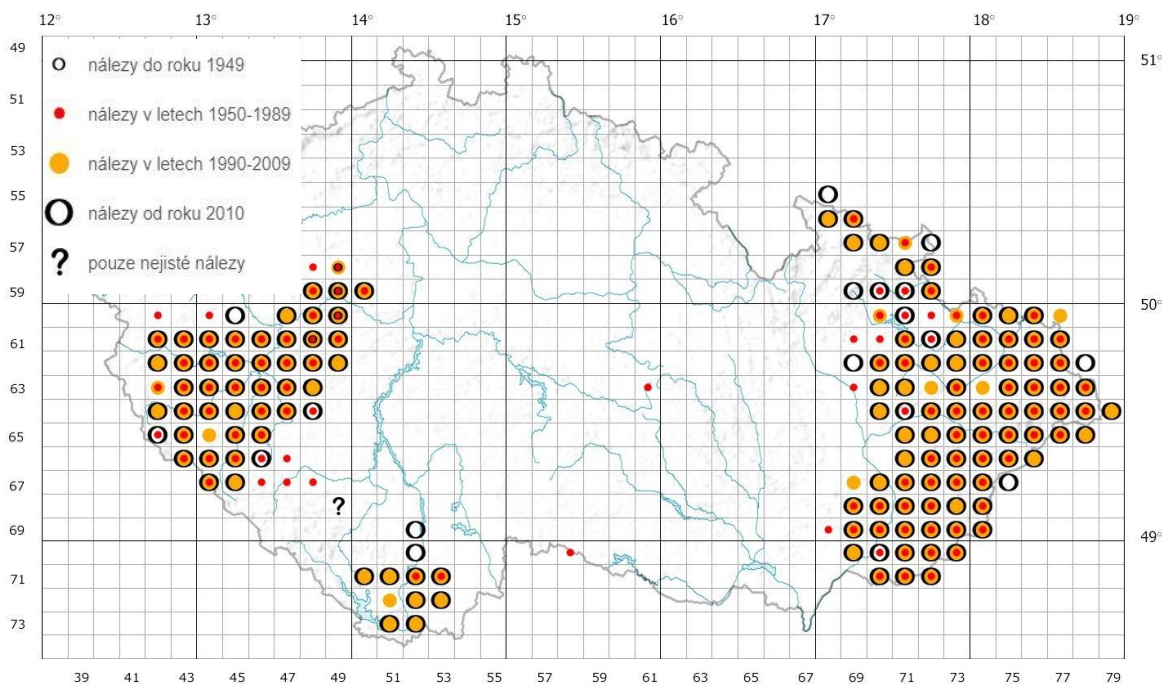 12° 13° 14° 15° 16° 17° 18° 19°
49 51°
nálezy do roku 1949
51
nálezy v letech 1950-1989
53
nálezy v letech 1990-2009
55
nálezy od roku 2010
57
? pouze nejisté nálezy
59 50°
61
63
65
67
?
69 49°
71
73
39 41 43 45 47 49 51 53 55 57 59 61 63 65 67 69 71 73 75 77 79